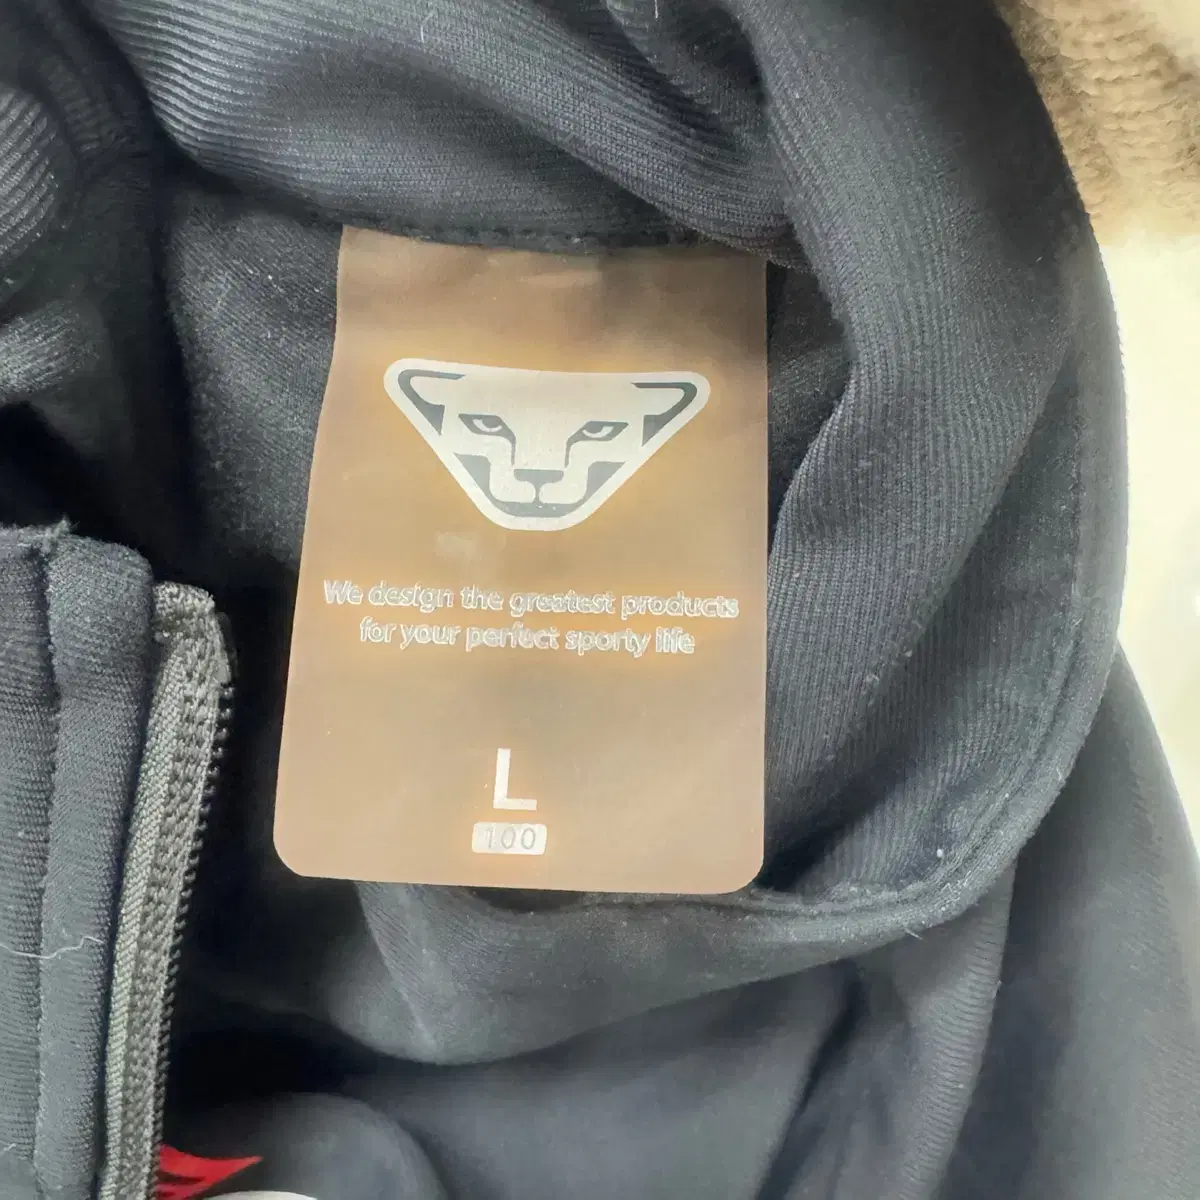 We design the greatest products
for your perfect sporty life
L
100